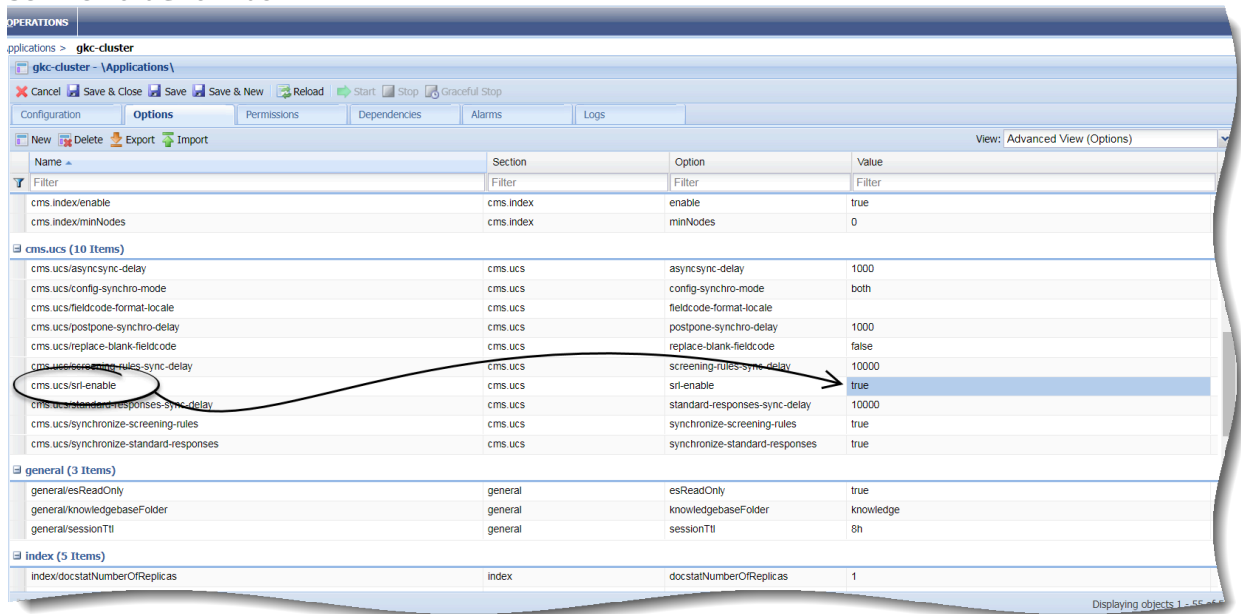 OPERATIONS
gkc-cluster
gkc-cluster - \Applications\
Cancel Save & Close Save Save & New Reload Start Stop Graceful Stop
Configuration Options Permissions Dependencies Alarms Logs
New Delete Export Import View: Advanced View (Options)
Name Section Option Value
Filter Filter Filter Filter
cms.index/enable cms.index enable true
cms.index/minNodes cms.index minNodes 0
cms.ucs (10 Items)
cms.ucs/asyncsync-delay cms.ucs asyncsync-delay 1000
cms.ucs/config-synchro-mode cms.ucs config-synchro-mode both
cms.ucs/fieldcode-format-locale cms.ucs fieldcode-format-locale
cms.ucs/postpone-synchro-delay cms.ucs postpone-synchro-delay 1000
cms.ucs/replace-blank-fieldcode cms.ucs replace-blank-fieldcode false
cms.ucs/screening-rules-sync-delay cms.ucs screening-rules-sync-delay 10000
cms.ucs/srl-enable cms.ucs srl-enable true
cms.ucs/standard-responses-sync-delay cms.ucs standard-responses-sync-delay 10000
cms.ucs/synchronize-screening-rules cms.ucs synchronize-screening-rules true
cms.ucs/synchronize-standard-responses cms.ucs synchronize-standard-responses true
general (3 Items)
general/esReadOnly general esReadOnly true
general/knowledgebaseFolder general knowledgebaseFolder knowledge
general/sessionTtl general sessionTtl 8h
index (5 Items)
index/docstatNumberOfReplicas index docstatNumberOfReplicas 1
Displaying objects 1 - 55 of